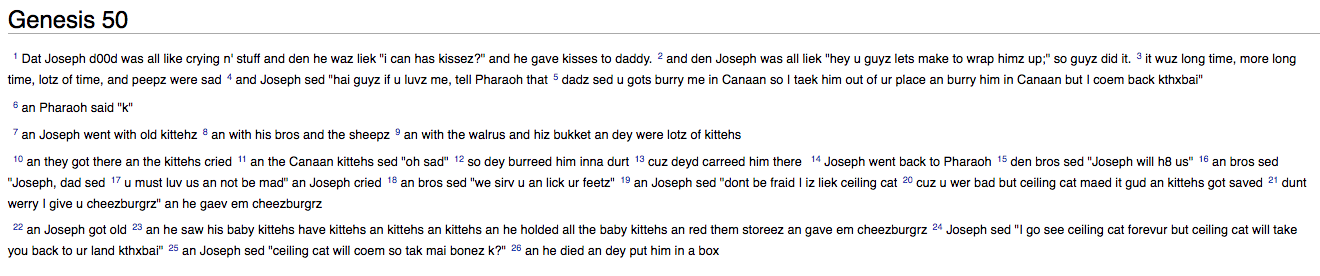 Genesis 50
1 Dat Joseph d00d was all like crying n' stuff and den he waz liek "i can has kissez?" and he gave kisses to daddy. 2 and den Joseph was all liek "hey u guyz lets make to wrap himz up;" so guyz did it. 3 it wuz long time, more long
time, lotz of time, and peepz were sad 4 and Joseph sed "hai guyz if u luvz me, tell Pharaoh that 5 dadz sed u gots burry me in Canaan so I taek him out of ur place an burry him in Canaan but I coem back kthxbai"
6 an Pharaoh said "k"
7 an Joseph went with old kittehz 8 an with his bros and the sheepz 9 an with the walrus and hiz bukket an dey were lotz of kittehs
10 an they got there an the kittehs cried 11 an the Canaan kittehs sed "oh sad" 12 so dey burreed him inna durt 13 cuz deyd carreed him there 14 Joseph went back to Pharaoh 15 den bros sed "Joseph will h8 us" 16 an bros sed
"Joseph, dad sed 17 u must luv us an not be mad" an Joseph cried 18 an bros sed "we sirv u an lick ur feetz" 19 an Joseph sed "dont be fraid I iz liek ceiling cat 20 cuz u wer bad but ceiling cat maed it gud an kittehs got saved 21 dunt
werry I give u cheezburgrz" an he gaev em cheezburgrz
22 an Joseph got old 23 an he saw his baby kittehs have kittehs an kittehs an kittehs an he holded all the baby kittehs an red them storeez an gave em cheezburgrz 24 Joseph sed "I go see ceiling cat forevur but ceiling cat will take
you back to ur land kthxbai" 25 an Joseph sed "ceiling cat will coem so tak mai bonez k?" 26 an he died an dey put him in a box